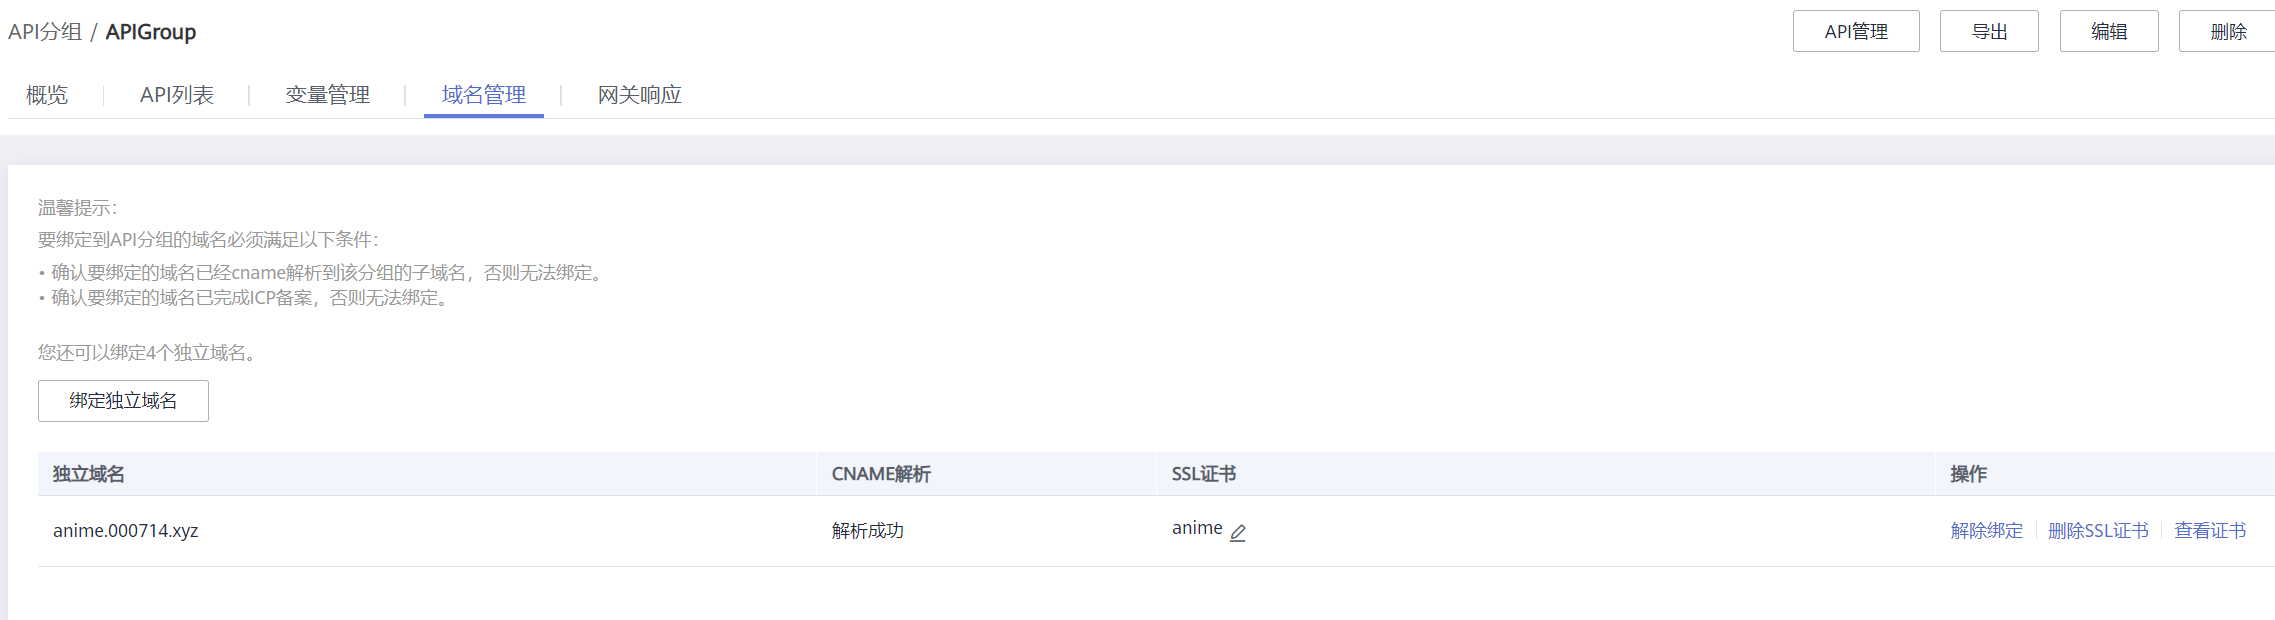 API分组 / APIGroup
API管理 导出 编辑 删除
概览 API列表 变量管理 域名管理 网关响应
温馨提示：
要绑定到API分组的域名必须满足以下条件：
• 确认要绑定的域名已经cname解析到该分组的子域名，否则无法绑定。
• 确认要绑定的域名已完成ICP备案，否则无法绑定。
您还可以绑定4个独立域名。
绑定独立域名
独立域名 CNAME解析 SSL证书 操作
anime.000714.xyz 解析成功 anime 解除绑定 删除SSL证书 查看证书